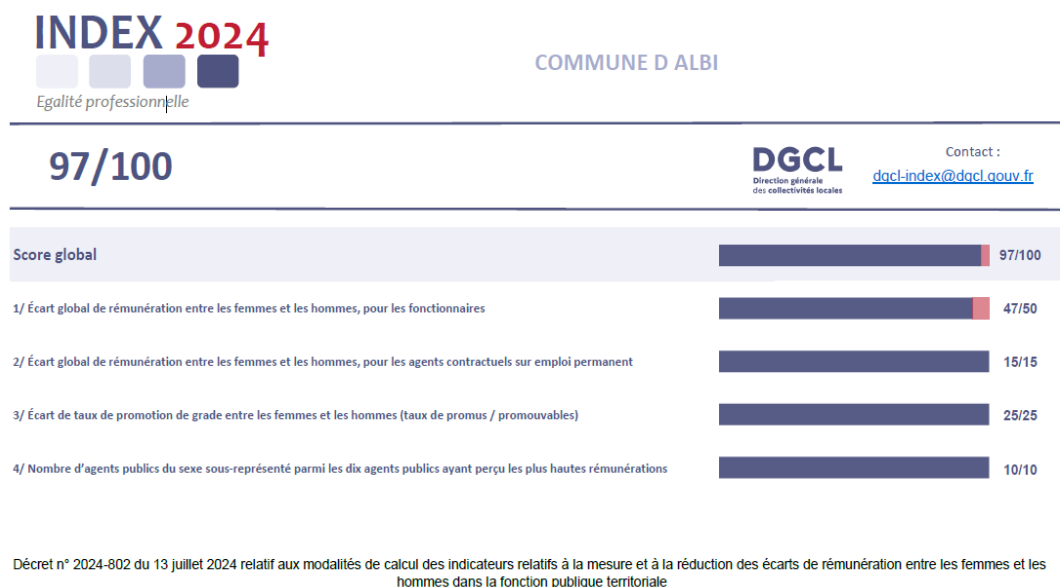 INDEX 2024
COMMUNE D ALBI
Egalité professionnelle
97/100
DGCL
Direction générale
des collectivités locales
Contact :
dgcl-index@dgcl.gouv.fr
Score global
97/100
1/ Écart global de rémunération entre les femmes et les hommes, pour les fonctionnaires
47/50
2/ Écart global de rémunération entre les femmes et les hommes, pour les agents contractuels sur emploi permanent
15/15
3/ Écart de taux de promotion de grade entre les femmes et les hommes (taux de promus / promouvables)
25/25
4/ Nombre d'agents publics du sexe sous-représenté parmi les dix agents publics ayant perçu les plus hautes rémunérations
10/10
Décret n° 2024-802 du 13 juillet 2024 relatif aux modalités de calcul des indicateurs relatifs à la mesure et à la réduction des écarts de rémunération entre les femmes et les
hommes dans la fonction publique territoriale